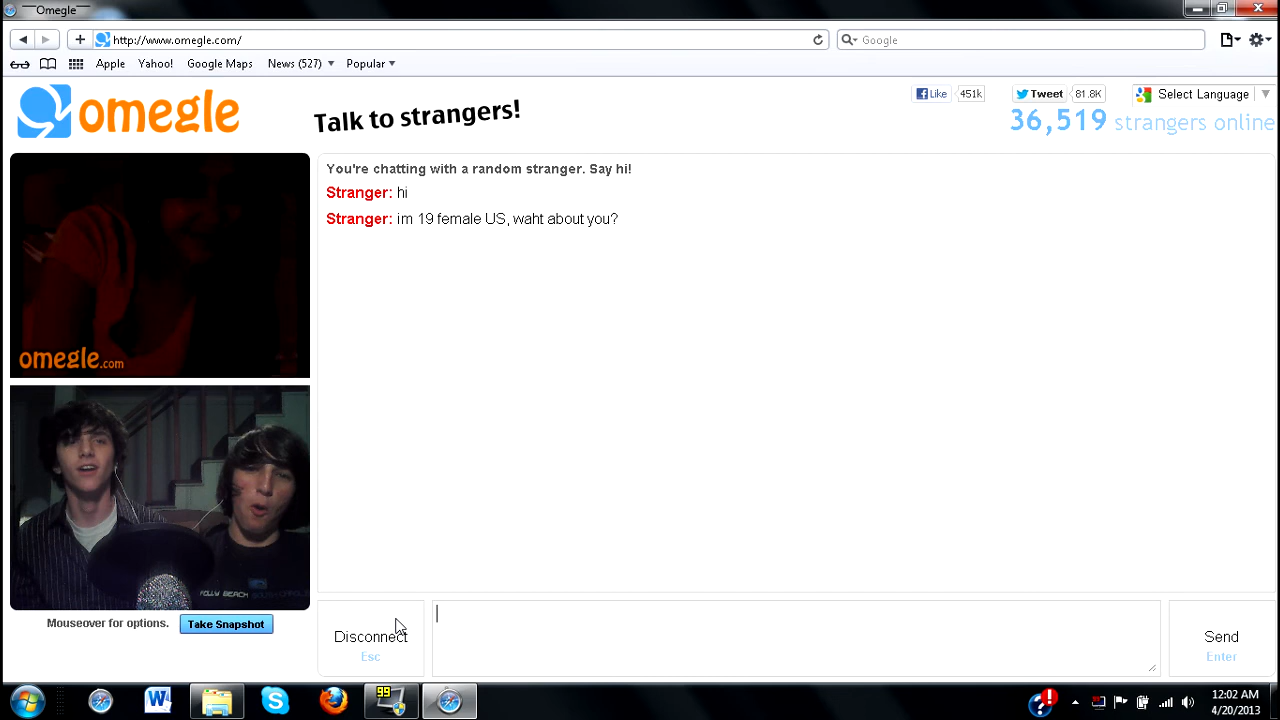 Omegle
http://www.omegle.com/
Google
Apple Yahoo! Google Maps News (527) Popular
omegle
Talk to strangers!
Like 451k
Tweet 81.8K
Select Language
36,519 strangers online
You're chatting with a random stranger. Say hi!
Stranger: hi
Stranger: im 19 female US, waht about you?
omegle.com
Mouseover for options.
Take Snapshot
Disconnect
Esc
Send
Enter
99
12:02 AM
4/20/2013